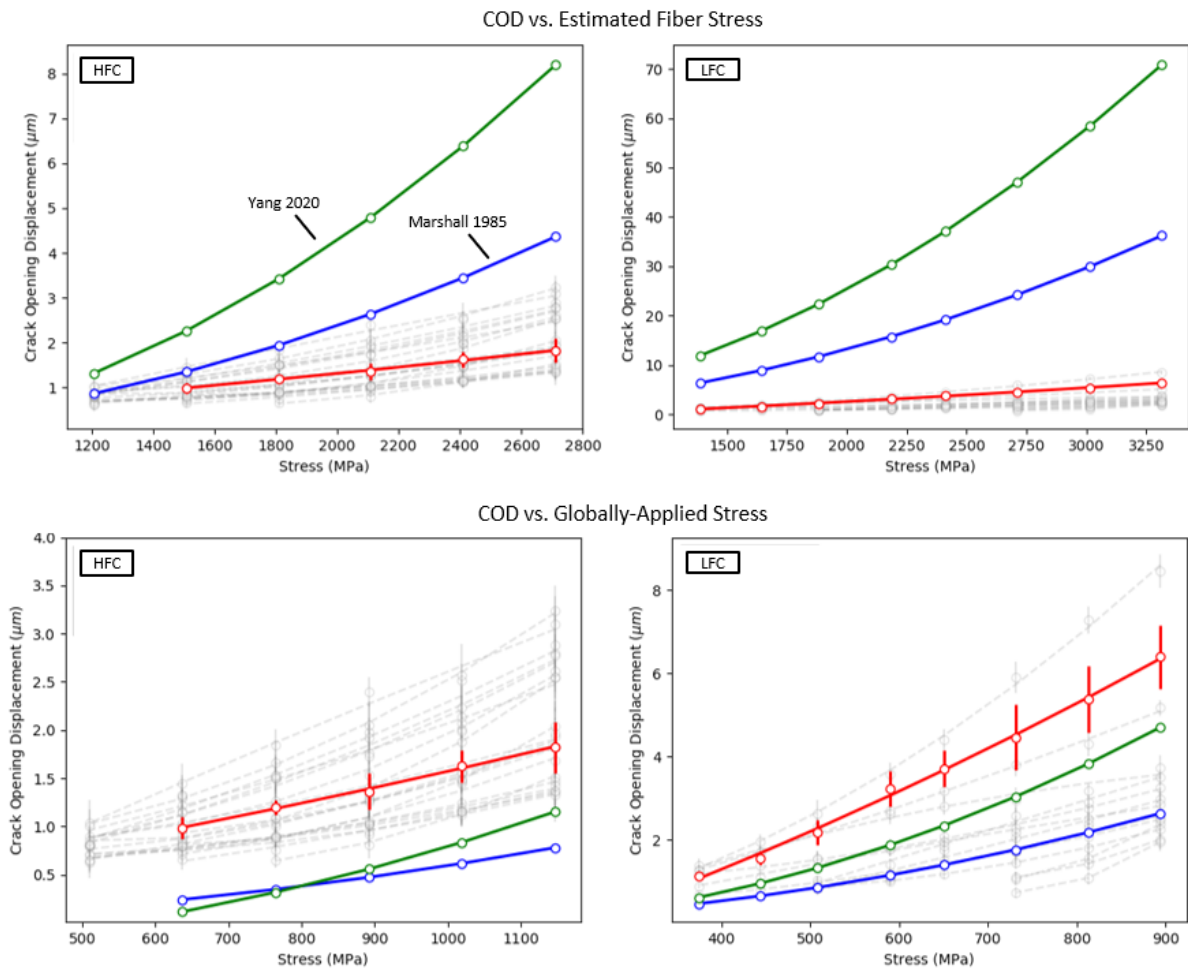 COD vs. Estimated Fiber Stress
HFC
Yang 2020
Marshall 1985
Crack Opening Displacement (μm)
8
7
6
5
4
3
2
1
1200 1400 1600 1800 2000 2200 2400 2600 2800
Stress (MPa)
LFC
Crack Opening Displacement (μm)
70
60
50
40
30
20
10
0
1500 1750 2000 2250 2500 2750 3000 3250
Stress (MPa)
COD vs. Globally-Applied Stress
HFC
Crack Opening Displacement (μm)
4.0
3.5
3.0
2.5
2.0
1.5
1.0
0.5
500 600 700 800 900 1000 1100
Stress (MPa)
LFC
Crack Opening Displacement (μm)
8
6
4
2
400 500 600 700 800 900
Stress (MPa)